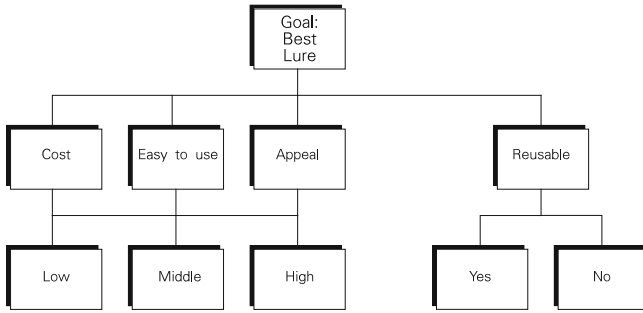 Goal:
Best
Lure
Cost
Easy to use
Appeal
Reusable
Low
Middle
High
Yes
No